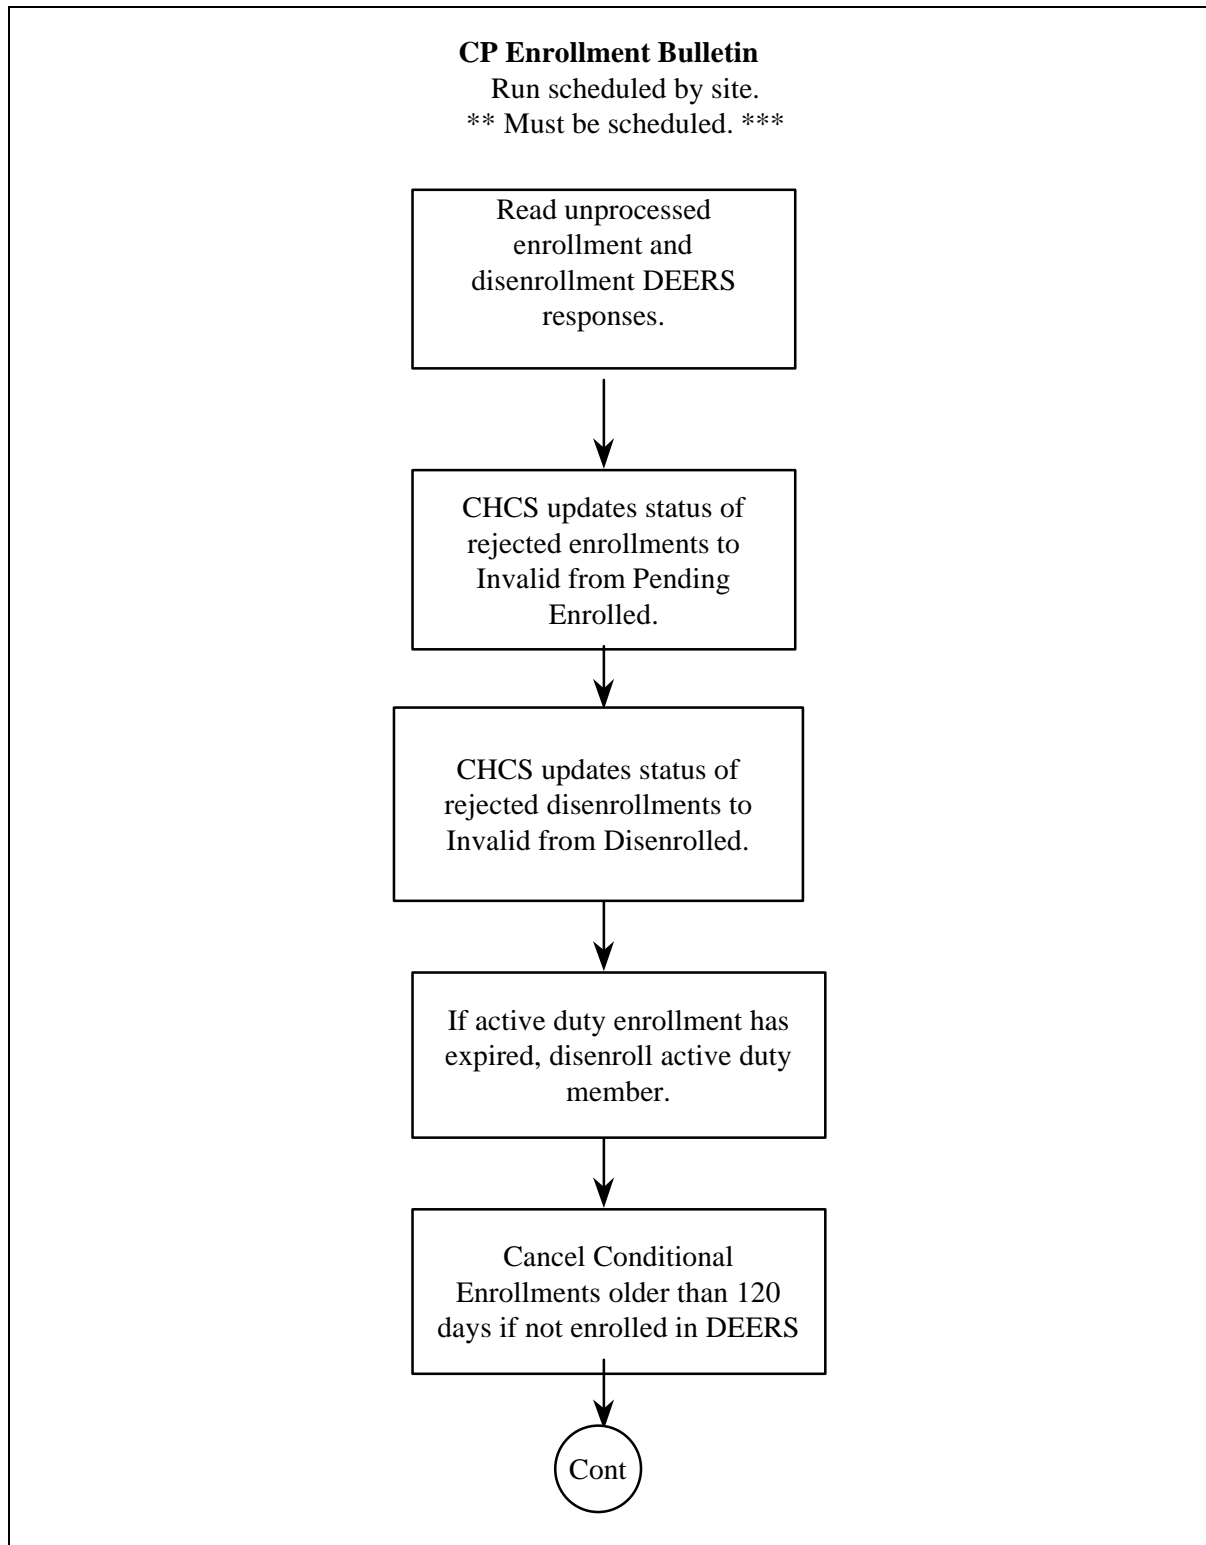 CP Enrollment Bulletin
Run scheduled by site.
** Must be scheduled. ***
Read unprocessed
enrollment and
disenrollment DEERS
responses.
CHCS updates status of
rejected enrollments to
Invalid from Pending
Enrolled.
CHCS updates status of
rejected disenrollments to
Invalid from Disenrolled.
If active duty enrollment has
expired, disenroll active duty
member.
Cancel Conditional
Enrollments older than 120
days if not enrolled in DEERS
Cont